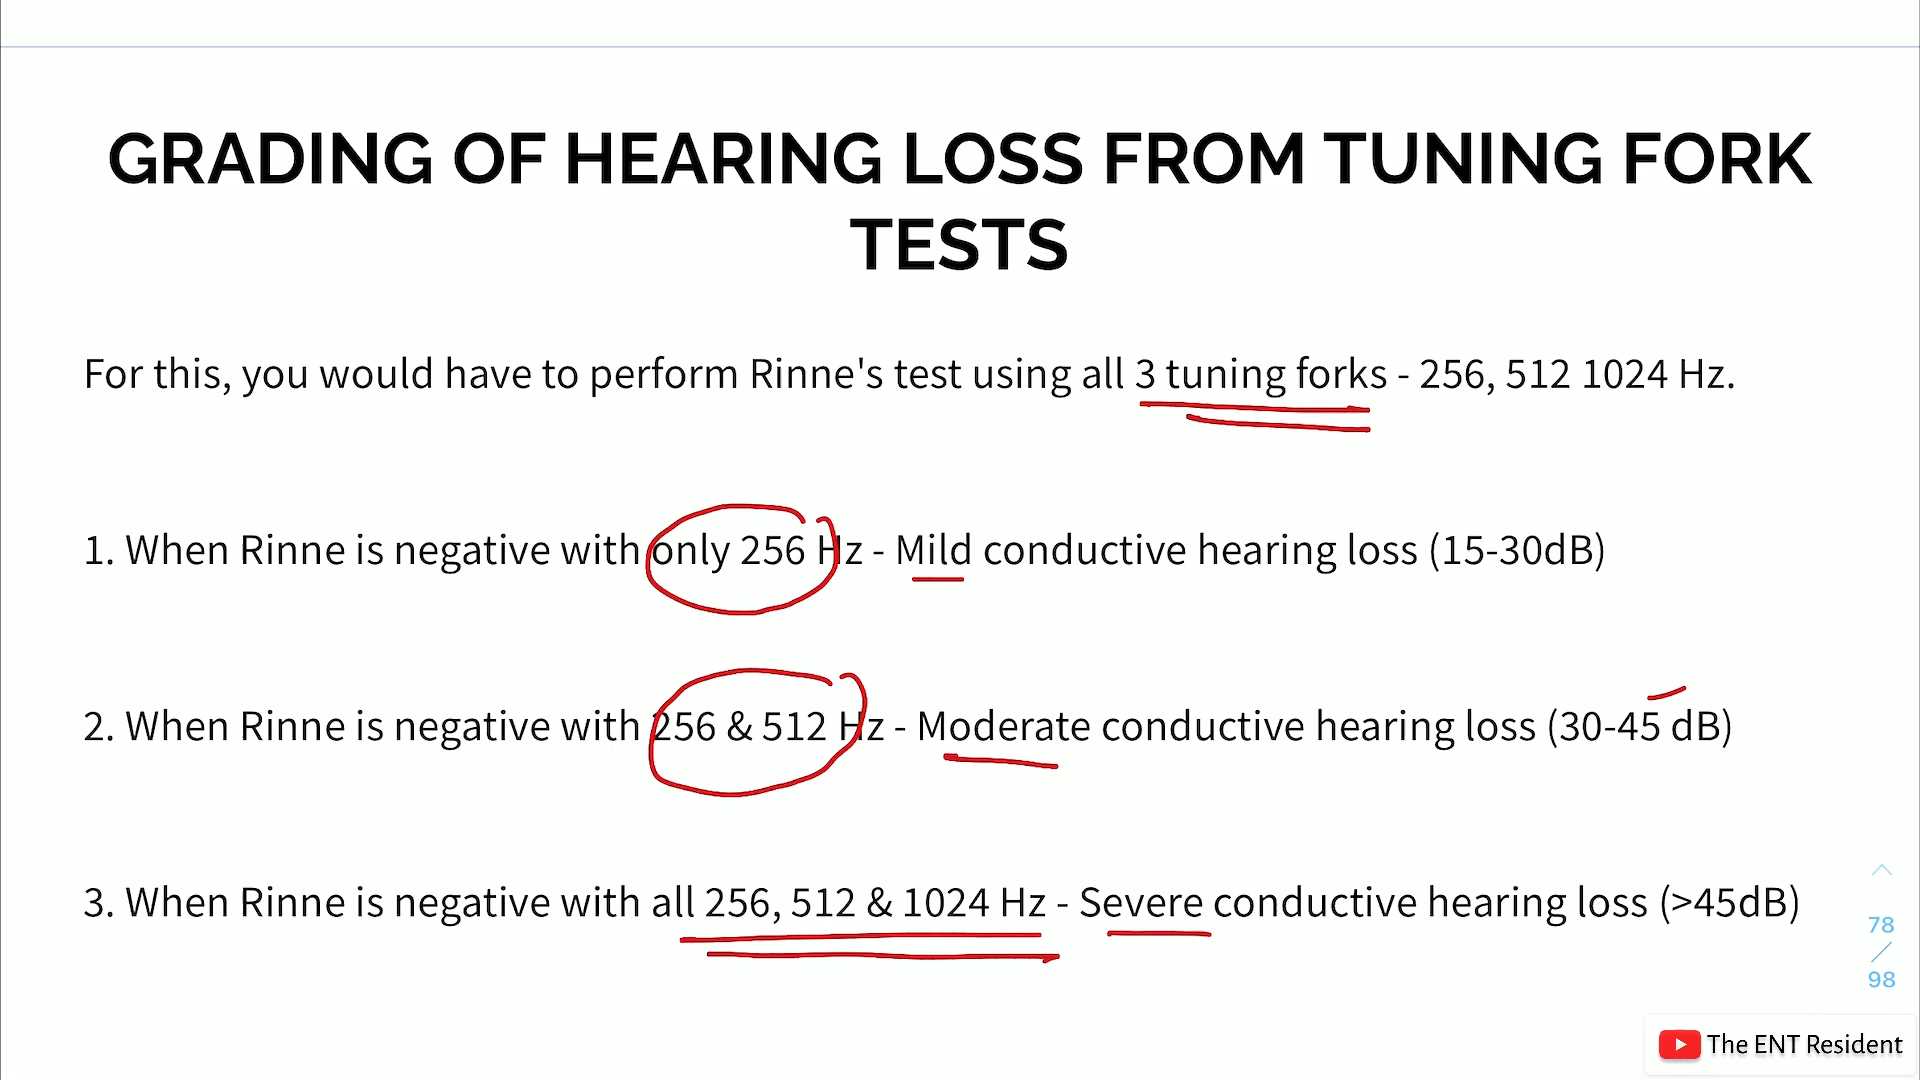 GRADING OF HEARING LOSS FROM TUNING FORK
TESTS
For this, you would have to perform Rinne's test using all 3 tuning forks - 256, 512 1024 Hz.
1. When Rinne is negative with only 256 Hz - Mild conductive hearing loss (15-30dB)
2. When Rinne is negative with 256 & 512 Hz - Moderate conductive hearing loss (30-45 dB)
3. When Rinne is negative with all 256, 512 & 1024 Hz - Severe conductive hearing loss (>45dB)
78
/
98
The ENT Resident